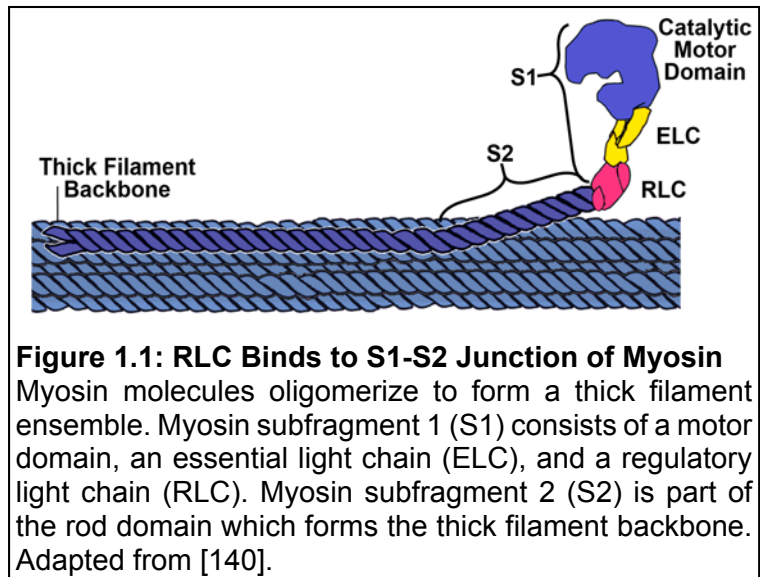 Catalytic
Motor
Domain
S1
ELC
S2
RLC
Thick Filament
Backbone
Figure 1.1: RLC Binds to S1-S2 Junction of Myosin
Myosin molecules oligomerize to form a thick filament
ensemble. Myosin subfragment 1 (S1) consists of a motor
domain, an essential light chain (ELC), and a regulatory
light chain (RLC). Myosin subfragment 2 (S2) is part of
the rod domain which forms the thick filament backbone.
Adapted from [140].